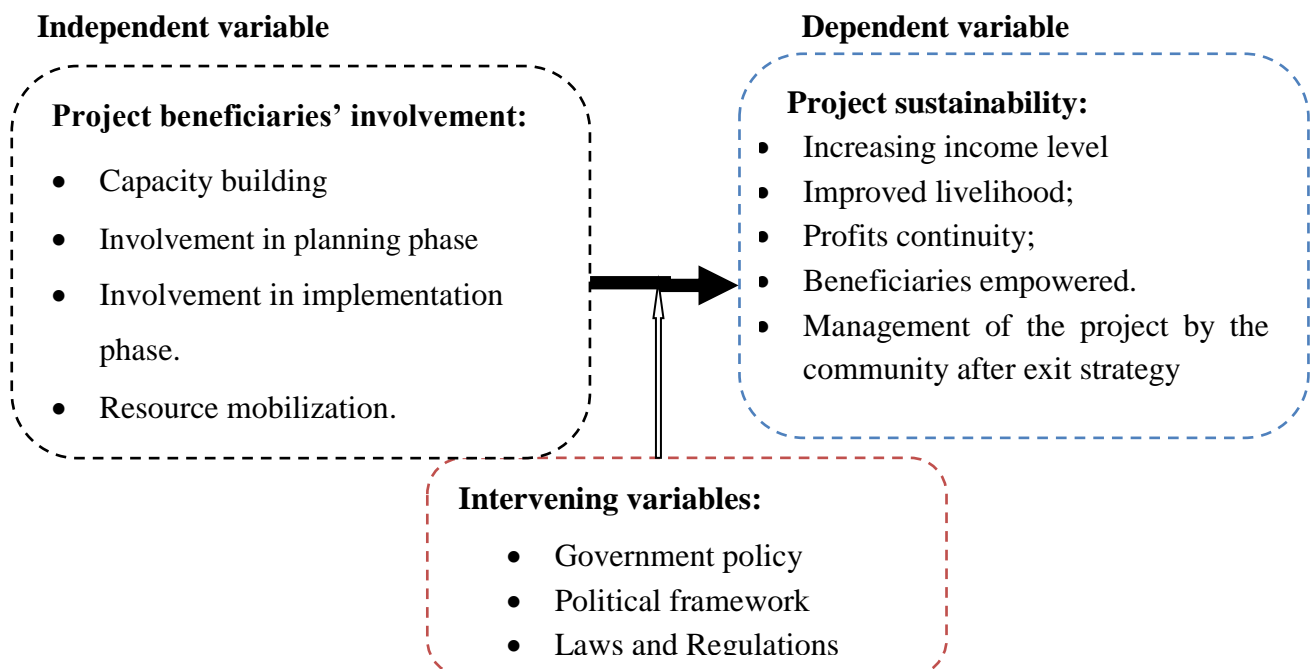 Independent variable
Dependent variable
Project beneficiaries’ involvement:
• Capacity building
• Involvement in planning phase
• Involvement in implementation
phase.
• Resource mobilization.
Project sustainability:
• Increasing income level
• Improved livelihood;
• Profits continuity;
• Beneficiaries empowered.
• Management of the project by the
community after exit strategy
Intervening variables:
• Government policy
• Political framework
• Laws and Regulations